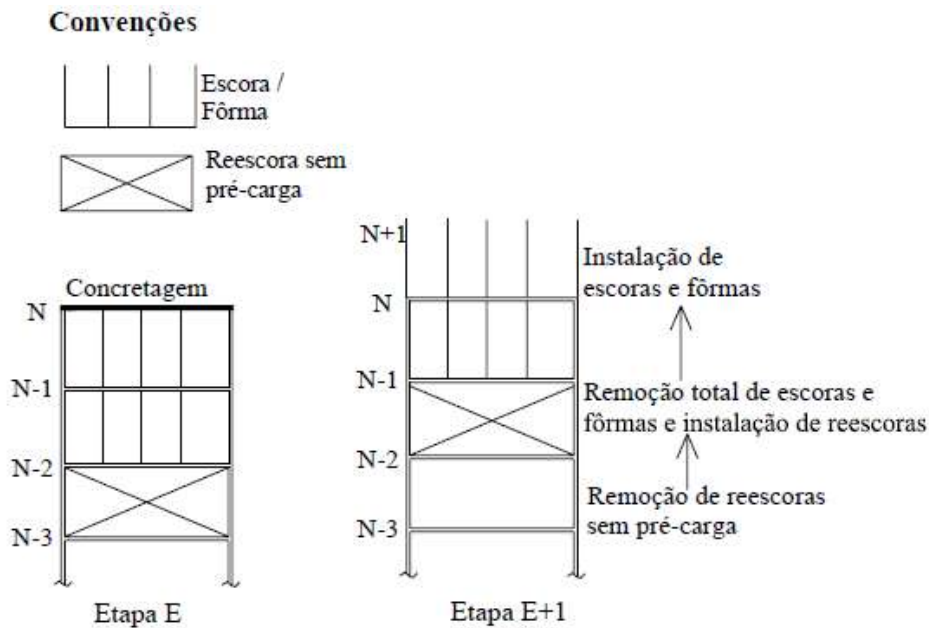 Convenções
Escora /
Fôrma
Reescora sem
pré-carga
Concretagem
N
N-1
N-2
N-3
Etapa E
N+1
N
N-1
N-2
N-3
Instalação de
escoras e fôrmas
Remoção total de escoras e
fôrmas e instalação de reescoras
Remoção de reescoras
sem pré-carga
Etapa E+1